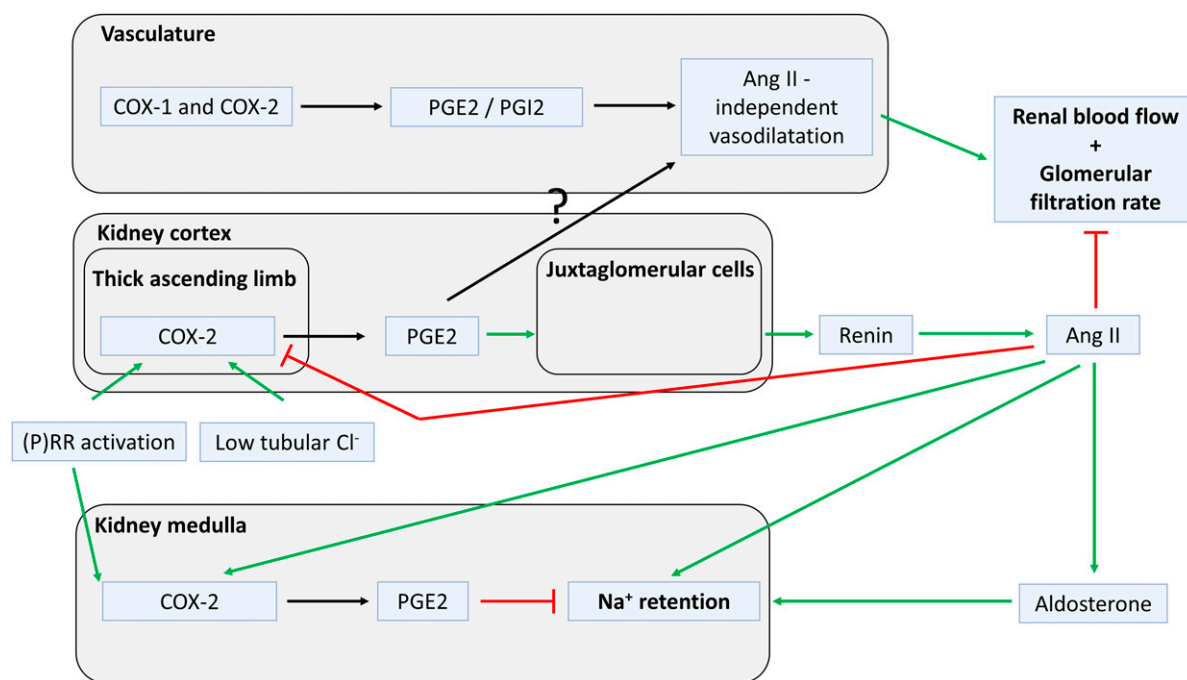 Vasculature
COX-1 and COX-2
PGE2 / PGI2
Ang II -
independent
vasodilatation
Renal blood flow
+
Glomerular
filtration rate
?
Kidney cortex
Thick ascending limb
Juxtaglomerular cells
COX-2
PGE2
Renin
Ang II
(P)RR activation
Low tubular Cl⁻
Kidney medulla
COX-2
PGE2
Na⁺ retention
Aldosterone